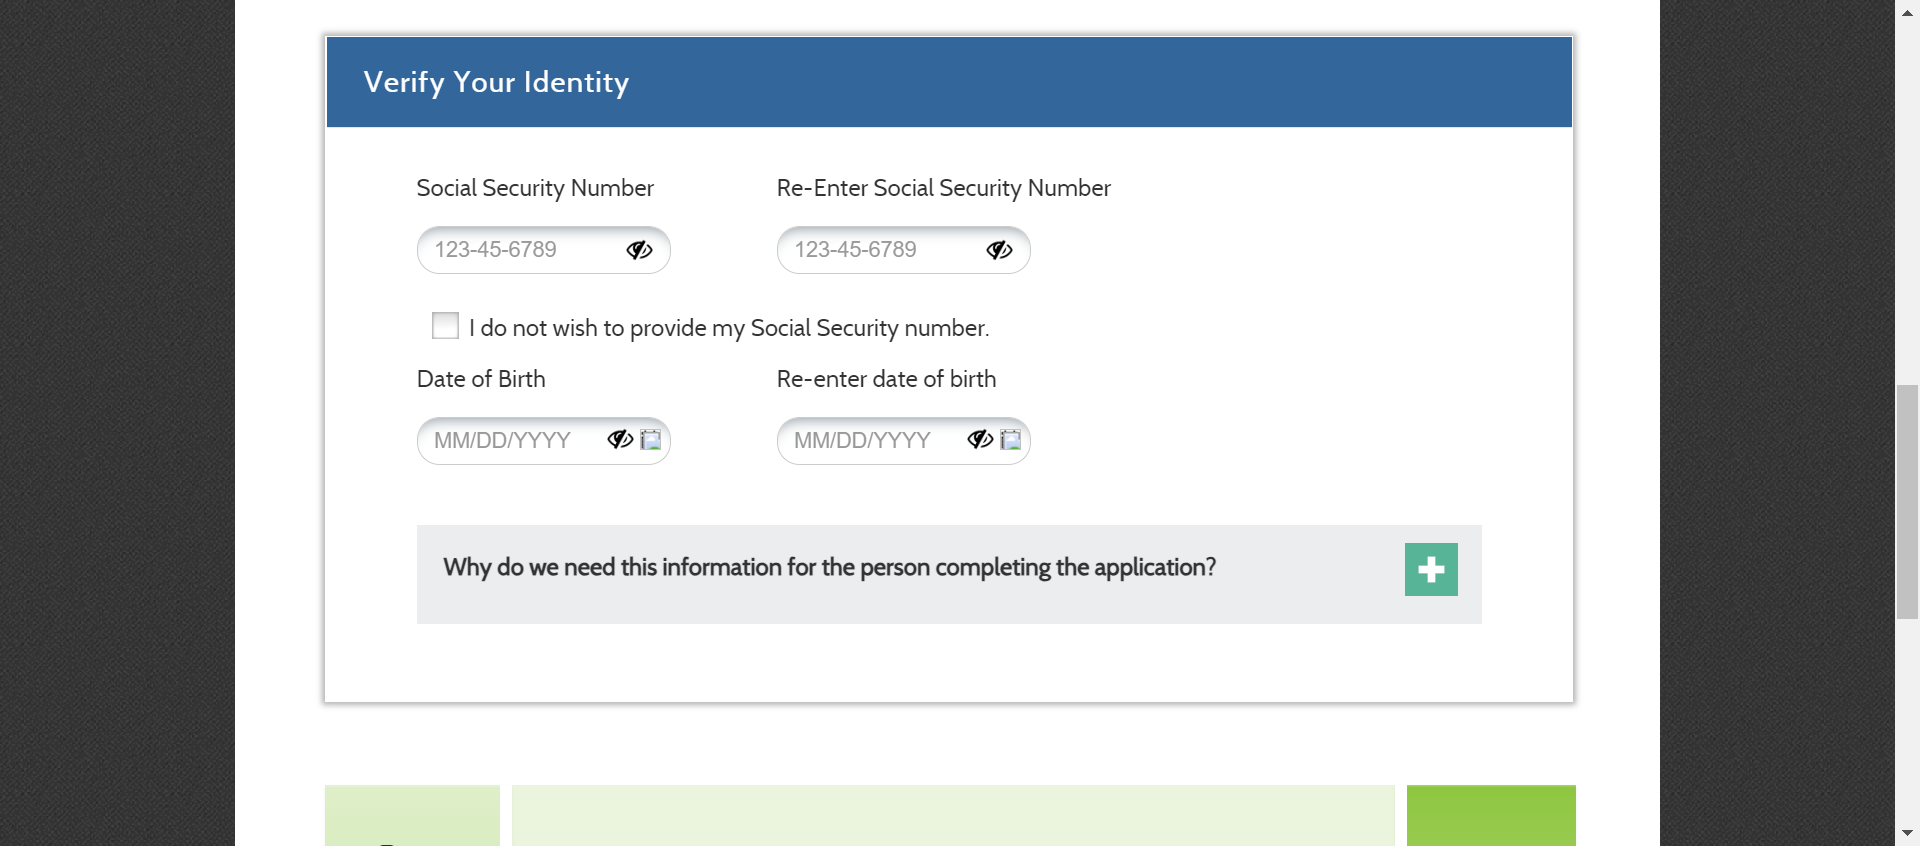 Verify Your Identity
Social Security Number Re-Enter Social Security Number
123-45-6789 123-45-6789
I do not wish to provide my Social Security number.
Date of Birth Re-enter date of birth
MM/DD/YYYY MM/DD/YYYY
Why do we need this information for the person completing the application?